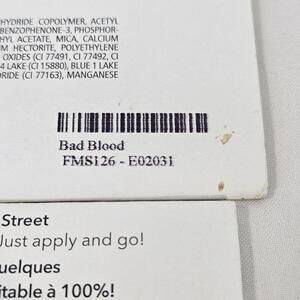 HYDRIDE COPOLYMER, ACETYL
BENZOPHENONE-3, PHOSPHOR-
HYL ACETATE, MICA, CALCIUM
M HECTORITE, POLYETHYLENE
OXIDES (CI 77491, CI 77492, CI
4 LAKE (CI 15880), BLUE 1 LAKE
ORIDE (CI 77163), MANGANESE
Bad Blood
FMS126 - E02031
Street
Just apply and go!
uelques
itable à 100%!